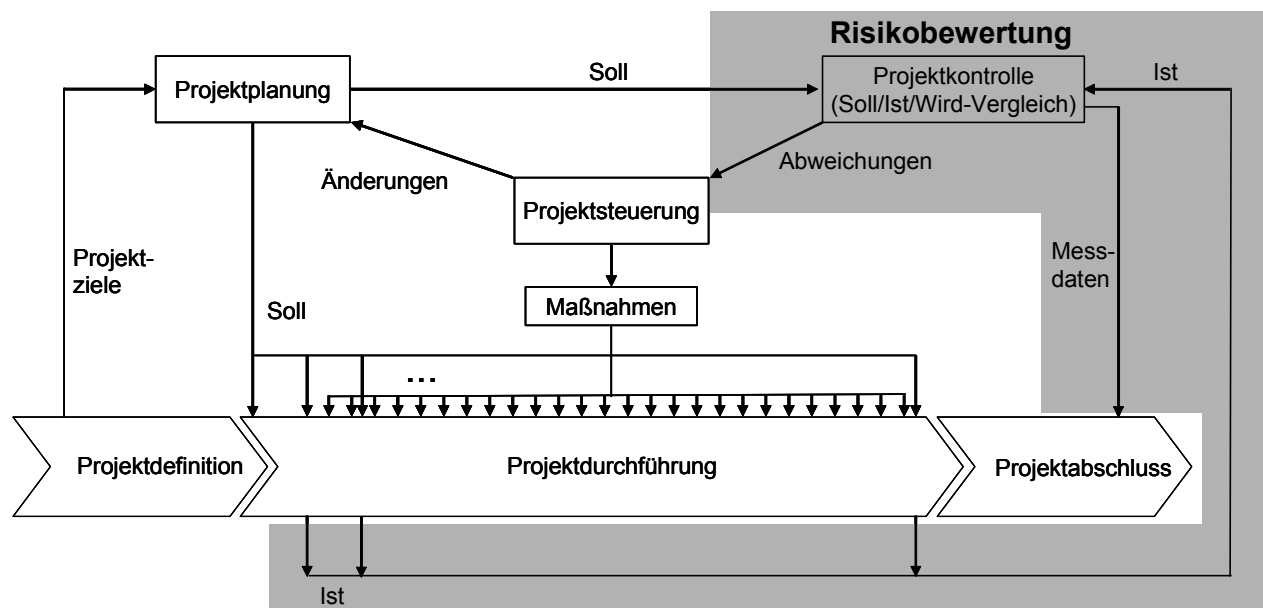 Risikobewertung
Projektplanung
Soll
Projektkontrolle
(Soll/Ist/Wird-Vergleich)
Ist
Änderungen
Abweichungen
Projektsteuerung
Projekt-
ziele
Mess-
daten
Soll
Maßnahmen
...
Projektdefinition
Projektdurchführung
Projektabschluss
Ist